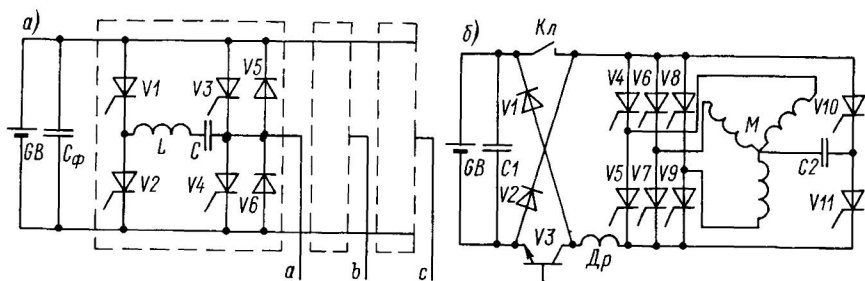 а)
V1
V3
V5
GB
Cф
L
C
V2
V4
V6
a
b
c
б)
Кл
V1
V4
V6
V8
M
V10
GB
C1
C2
V2
V5
V7
V9
V11
V3
Др